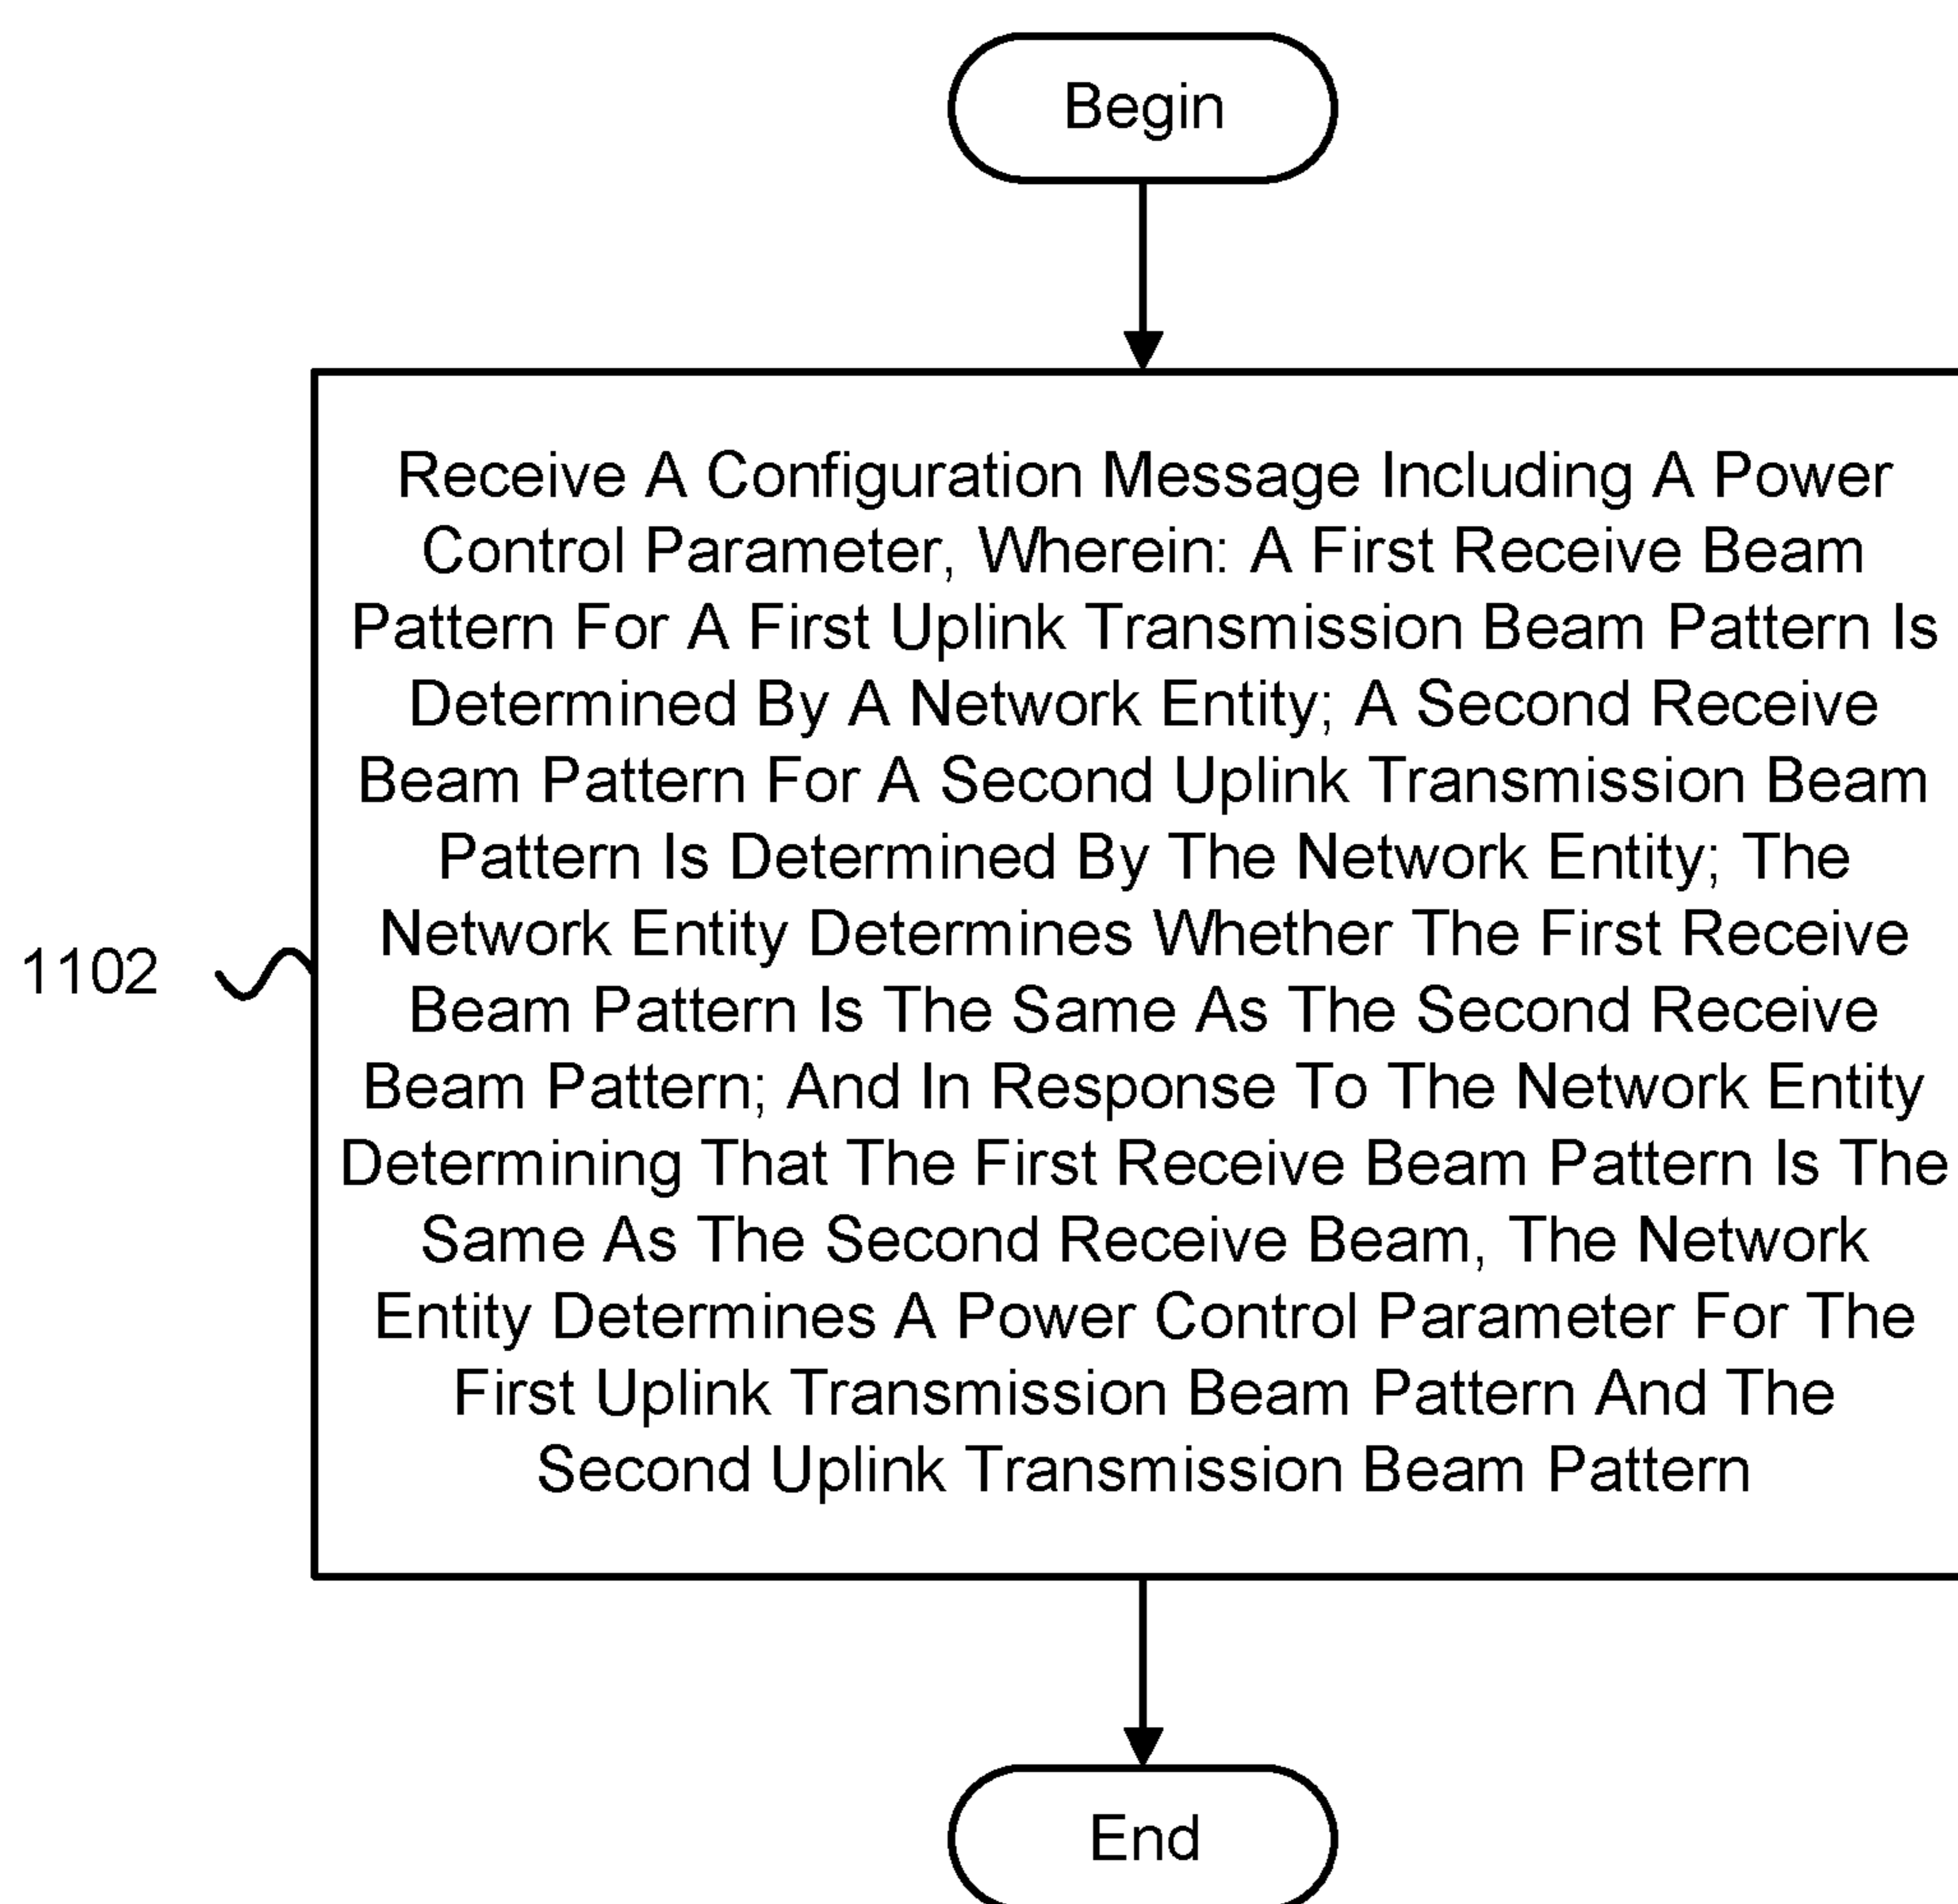 Begin
Receive A Configuration Message Including A Power
Control Parameter, Wherein: A First Receive Beam
Pattern For A First Uplink Transmission Beam Pattern Is
Determined By A Network Entity; A Second Receive
Beam Pattern For A Second Uplink Transmission Beam
Pattern Is Determined By The Network Entity; The
Network Entity Determines Whether The First Receive
Beam Pattern Is The Same As The Second Receive
Beam Pattern; And In Response To The Network Entity
Determining That The First Receive Beam Pattern Is The
Same As The Second Receive Beam, The Network
Entity Determines A Power Control Parameter For The
First Uplink Transmission Beam Pattern And The
Second Uplink Transmission Beam Pattern
1102
End